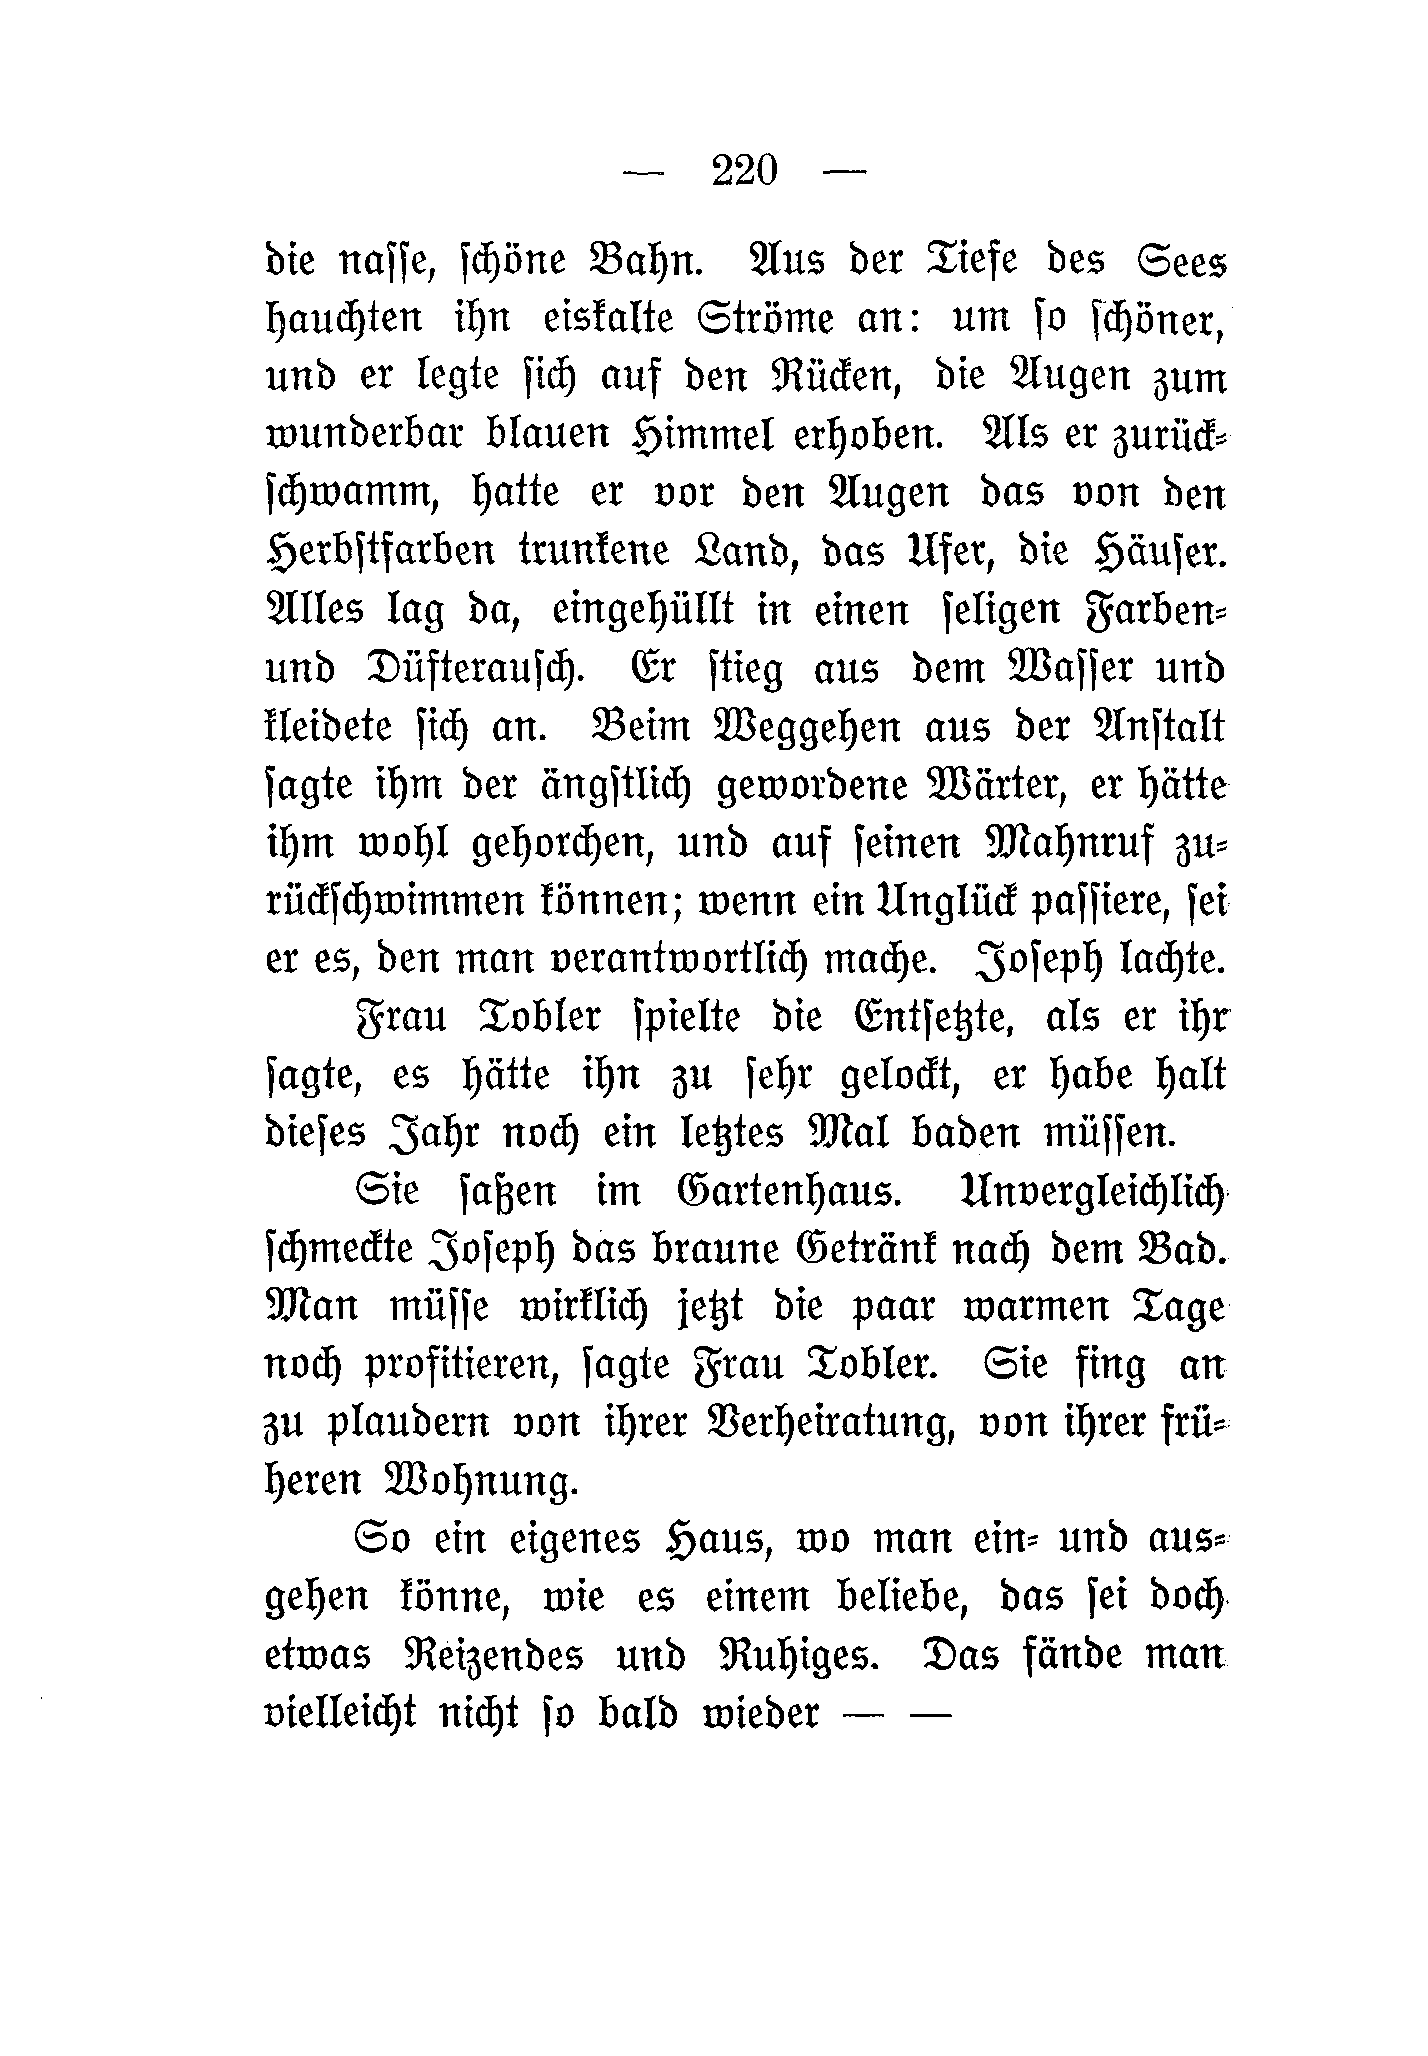 — 220 —
die nasse, schöne Bahn. Aus der Tiefe des Sees
hauchten ihn eiskalte Ströme an: um so schöner,
und er legte sich auf den Rücken, die Augen zum
wunderbar blauen Himmel erhoben. Als er zurück-
schwamm, hatte er vor den Augen das von den
Herbstfarben trunkene Land, das Ufer, die Häuser.
Alles lag da, eingehüllt in einen seligen Farben-
und Düfterausch. Er stieg aus dem Wasser und
kleidete sich an. Beim Weggehen aus der Anstalt
sagte ihm der ängstlich gewordene Wärter, er hätte
ihm wohl gehorchen, und auf seinen Mahnruf zu-
rückschwimmen können; wenn ein Unglück passiere, sei
er es, den man verantwortlich mache. Joseph lachte.
Frau Tobler spielte die Entsetzte, als er ihr
sagte, es hätte ihn zu sehr gelockt, er habe halt
dieses Jahr noch ein letztes Mal baden müssen.
Sie saßen im Gartenhaus. Unvergleichlich
schmeckte Joseph das braune Getränk nach dem Bad.
Man müsse wirklich jetzt die paar warmen Tage
noch profitieren, sagte Frau Tobler. Sie fing an
zu plaudern von ihrer Verheiratung, von ihrer frü-
heren Wohnung.
So ein eigenes Haus, wo man ein- und aus-
gehen könne, wie es einem beliebe, das sei doch
etwas Reizendes und Ruhiges. Das fände man
vielleicht nicht so bald wieder — —